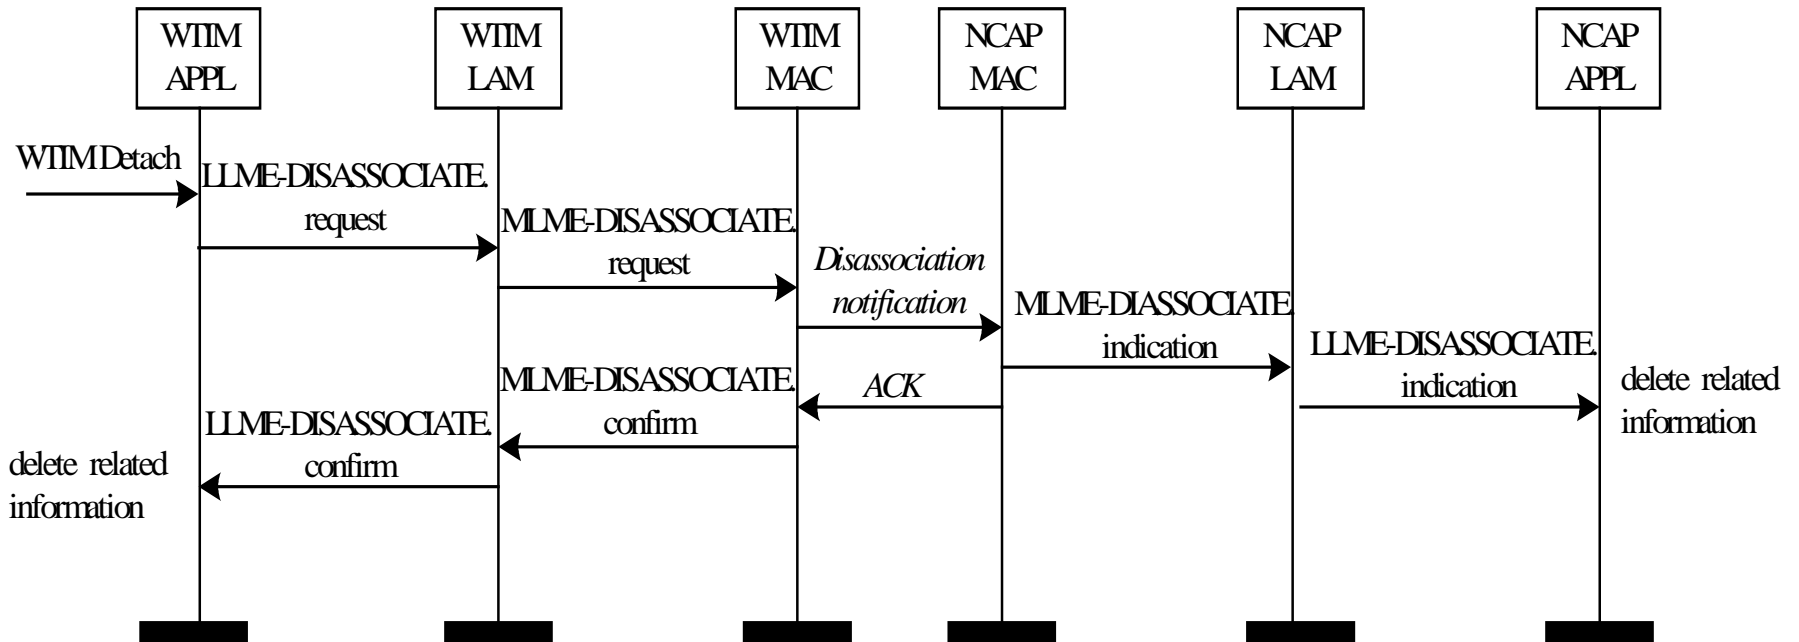 WTIM
APPL
WTIM
LAM
WTIM
MAC
NCAP
MAC
NCAP
LAM
NCAP
APPL
WTIM Detach
LLME-DISASSOCIATE.
request
MLME-DISASSOCIATE.
request
Disassociation
notification
MLME-DIASSOCIATE.
indication
LLME-DISASSOCIATE.
indication
delete related
information
ACK
MLME-DISASSOCIATE.
confirm
LLME-DISASSOCIATE.
confirm
delete related
information